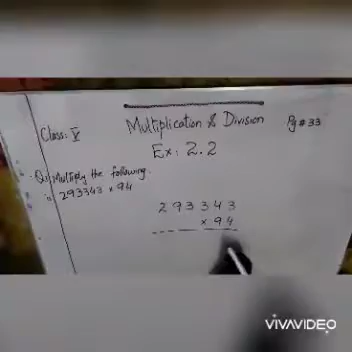 Class: V
Multiplication & Division
Pg # 33
Ex: 2.2
Multiply the following.
293343 x 94
293343
x 94
VIVAVIDEO